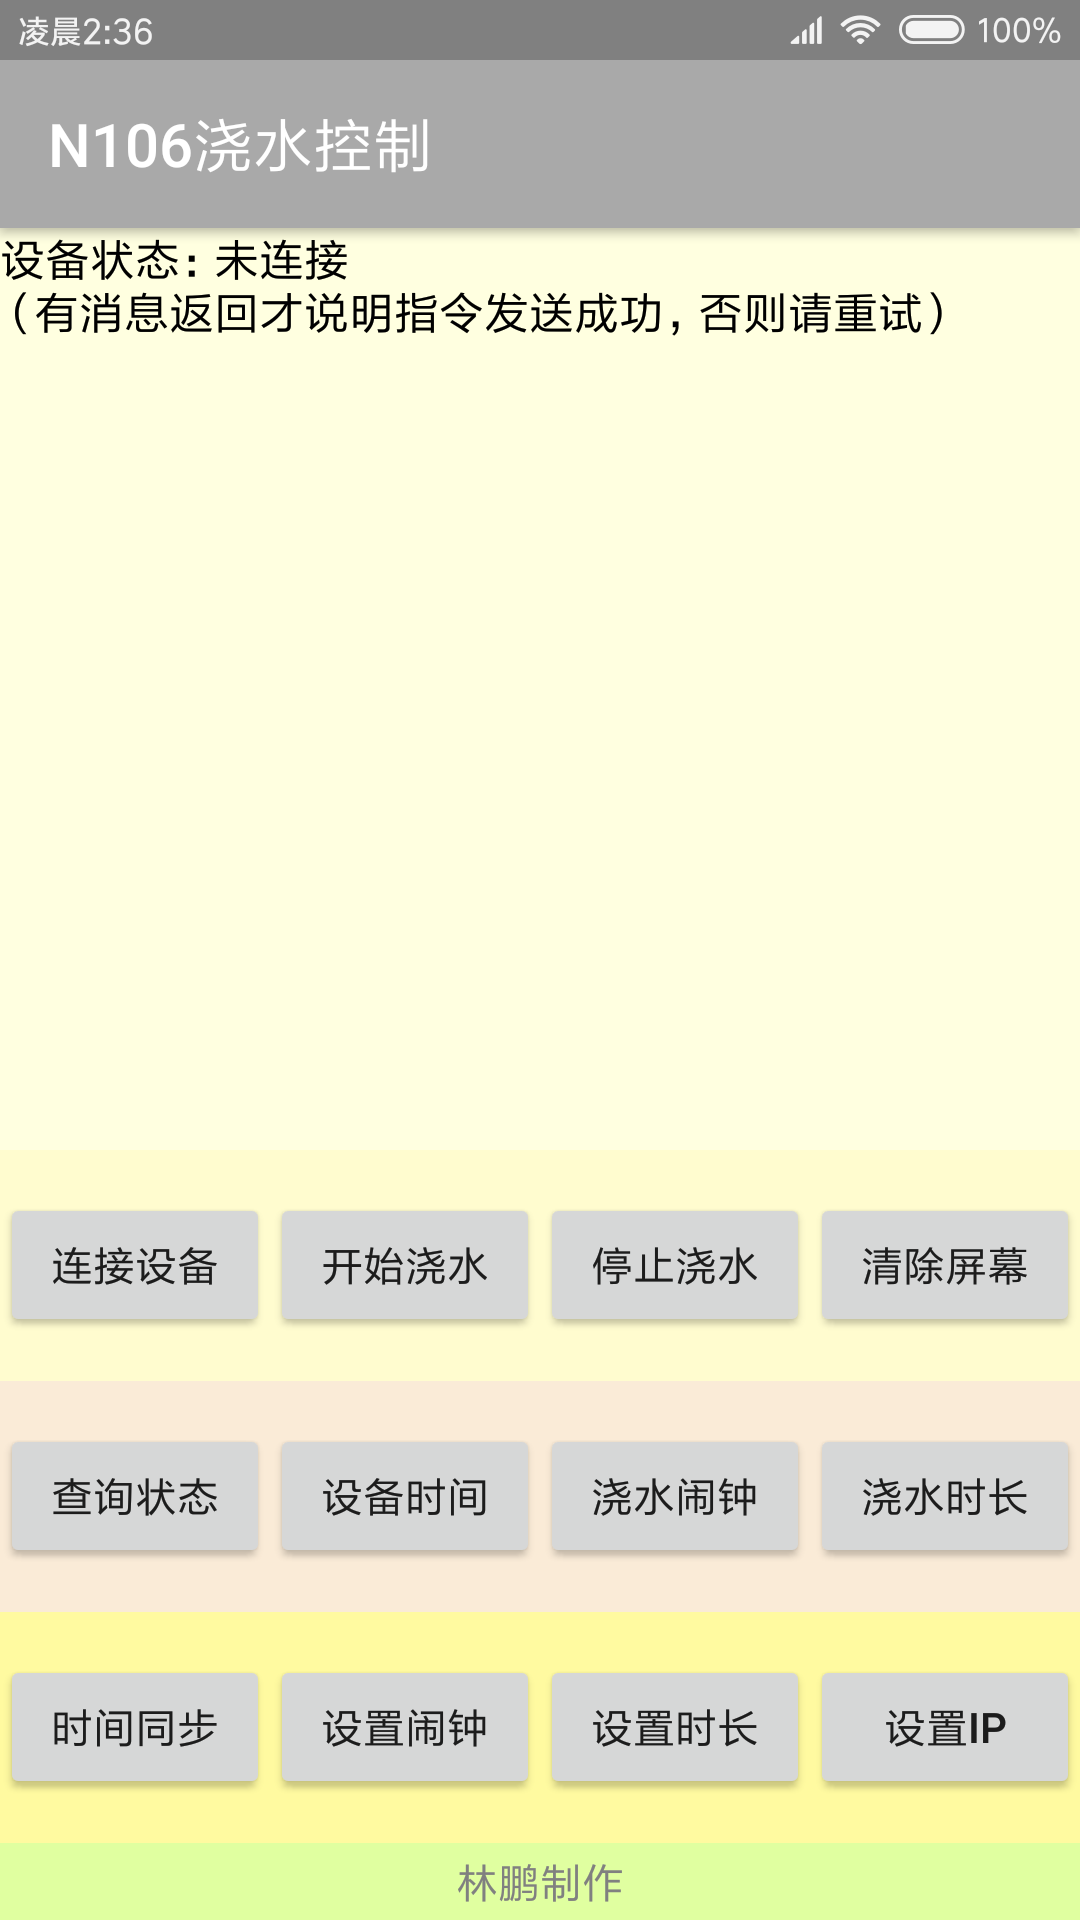 凌晨2:36 100%
N106浇水控制
设备状态：未连接
（有消息返回才说明指令发送成功，否则请重试）
连接设备 开始浇水 停止浇水 清除屏幕
查询状态 设备时间 浇水闹钟 浇水时长
时间同步 设置闹钟 设置时长 设置IP
林鹏制作